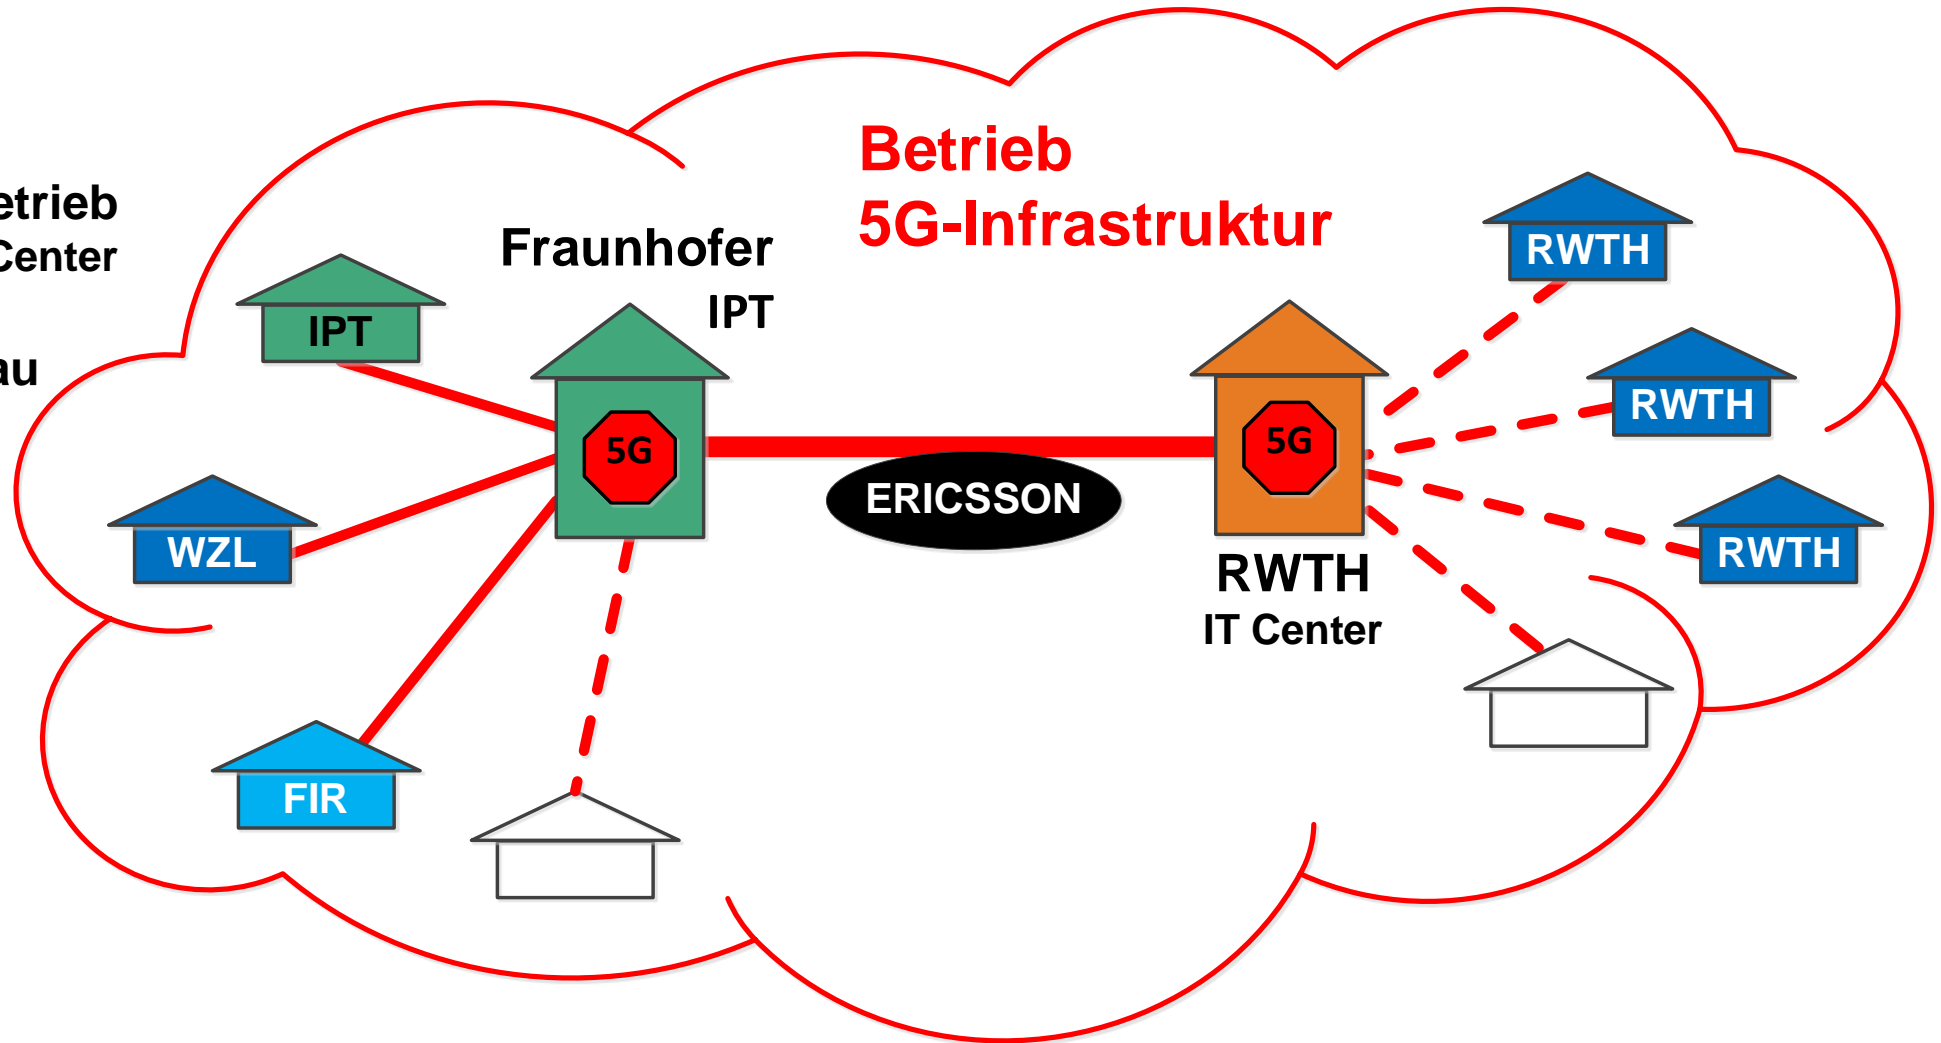 Betrieb
5G-Infrastruktur
etrieb
Center
au
Fraunhofer
IPT
IPT
5G
WZL
FIR
ERICSSON
5G
RWTH
IT Center
RWTH
RWTH
RWTH